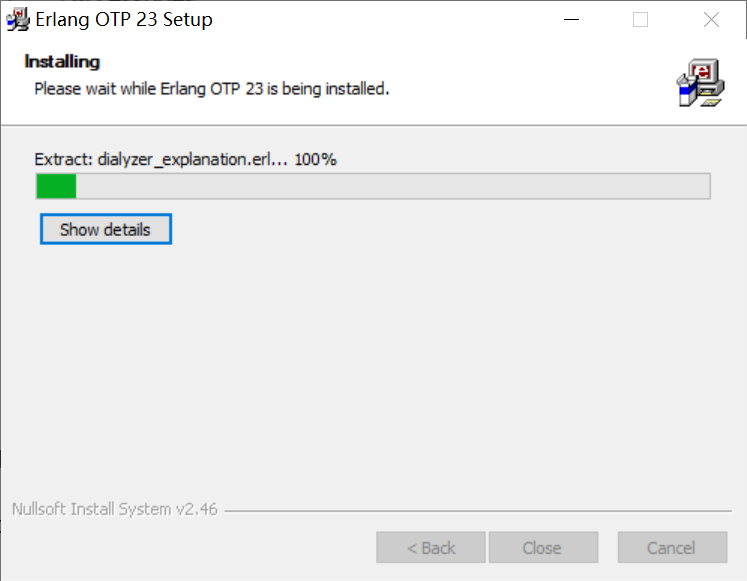 Erlang OTP 23 Setup
Installing
Please wait while Erlang OTP 23 is being installed.
Extract: dialyzer_explanation.erl... 100%
Show details
Nullsoft Install System v2.46
< Back
Close
Cancel